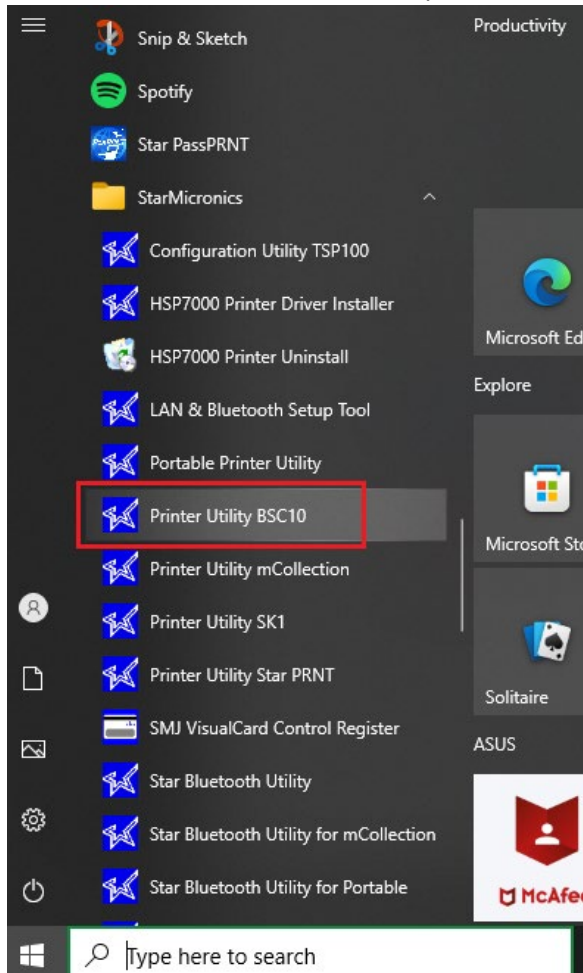 Snip & Sketch
Spotify
Star PassPRNT
StarMicronics
Configuration Utility TSP100
HSP7000 Printer Driver Installer
HSP7000 Printer Uninstall
LAN & Bluetooth Setup Tool
Portable Printer Utility
Printer Utility BSC10
Printer Utility mCollection
Printer Utility SK1
Printer Utility Star PRNT
SMJ VisualCard Control Register
Star Bluetooth Utility
Star Bluetooth Utility for mCollection
Star Bluetooth Utility for Portable
Type here to search
Productivity
Microsoft Ed
Explore
Microsoft Sto
Solitaire
ASUS
McAfee